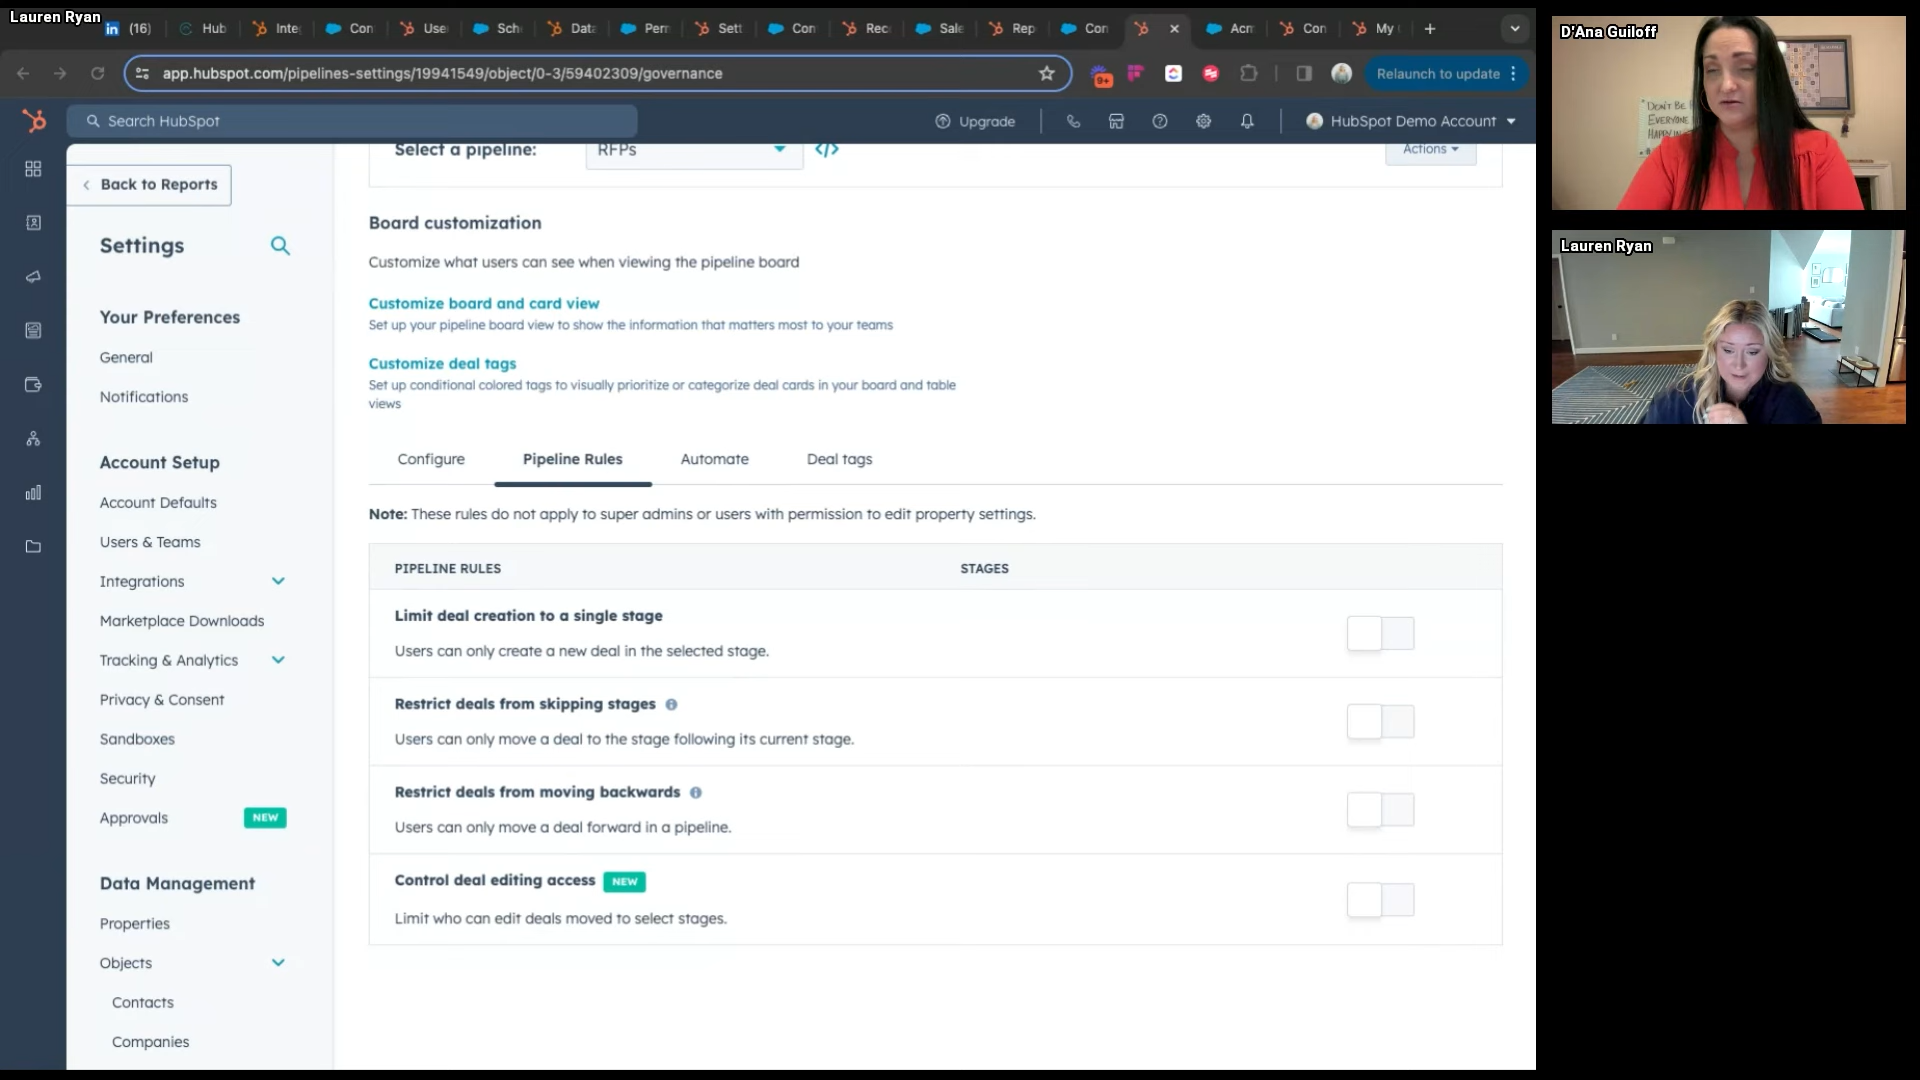 Lauren Ryan
(16)
Hub
Inte
Con
Use
Sch
Data
Perm
Sett
Con
Rec
Sale
Rep
Con
Acm
Con
My
app.hubspot.com/pipelines-settings/19941549/object/0-3/59402309/governance
9+
Relaunch to update
Search HubSpot
Upgrade
HubSpot Demo Account
Back to Reports
Settings
Your Preferences
General
Notifications
Account Setup
Account Defaults
Users & Teams
Integrations
Marketplace Downloads
Tracking & Analytics
Privacy & Consent
Sandboxes
Security
Approvals NEW
Data Management
Properties
Objects
Contacts
Companies
Select a pipeline: RFPs </>
Actions
Board customization
Customize what users can see when viewing the pipeline board
Customize board and card view
Set up your pipeline board view to show the information that matters most to your teams
Customize deal tags
Set up conditional colored tags to visually prioritize or categorize deal cards in your board and table
views
Configure Pipeline Rules Automate Deal tags
Note: These rules do not apply to super admins or users with permission to edit property settings.
PIPELINE RULES STAGES
Limit deal creation to a single stage
Users can only create a new deal in the selected stage.
Restrict deals from skipping stages
Users can only move a deal to the stage following its current stage.
Restrict deals from moving backwards
Users can only move a deal forward in a pipeline.
Control deal editing access NEW
Limit who can edit deals moved to select stages.
D'Ana Guiloff
DON'T BE
EVERYONE
Lauren Ryan